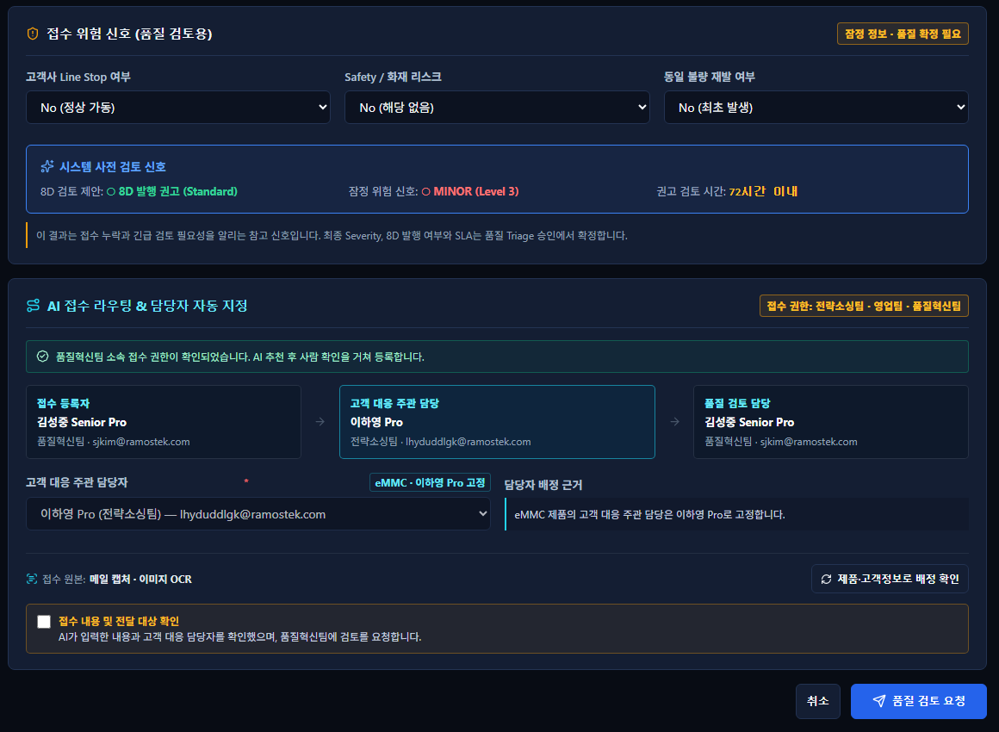 접수 위험 신호 (품질 검토용)
잠정 정보 · 품질 확정 필요
고객사 Line Stop 여부
Safety / 화재 리스크
동일 불량 재발 여부
No (정상 가동)
No (해당 없음)
No (최초 발생)
시스템 사전 검토 신호
8D 검토 제안: 8D 발행 권고 (Standard)
잠정 위험 신호: MINOR (Level 3)
권고 검토 시간: 72시간 이내
이 결과는 접수 누락과 긴급 검토 필요성을 알리는 참고 신호입니다. 최종 Severity, 8D 발행 여부와 SLA는 품질 Triage 승인에서 확정합니다.
AI 접수 라우팅 & 담당자 자동 지정
접수 권한: 전략소싱팀 · 영업팀 · 품질혁신팀
품질혁신팀 소속 접수 권한이 확인되었습니다. AI 추천 후 사람 확인을 거쳐 등록합니다.
접수 등록자
김성중 Senior Pro
품질혁신팀 · sjkim@ramostek.com
→
고객 대응 주관 담당
이하영 Pro
전략소싱팀 · lhyduddlgk@ramostek.com
→
품질 검토 담당
김성중 Senior Pro
품질혁신팀 · sjkim@ramostek.com
고객 대응 주관 담당자 *
eMMC · 이하영 Pro 고정
이하영 Pro (전략소싱팀) — lhyduddlgk@ramostek.com
담당자 배정 근거
eMMC 제품의 고객 대응 주관 담당은 이하영 Pro로 고정합니다.
접수 원본: 메일 캡처 · 이미지 OCR
제품·고객정보로 배정 확인
접수 내용 및 전달 대상 확인
AI가 입력한 내용과 고객 대응 담당자를 확인했으며, 품질혁신팀에 검토를 요청합니다.
취소
품질 검토 요청